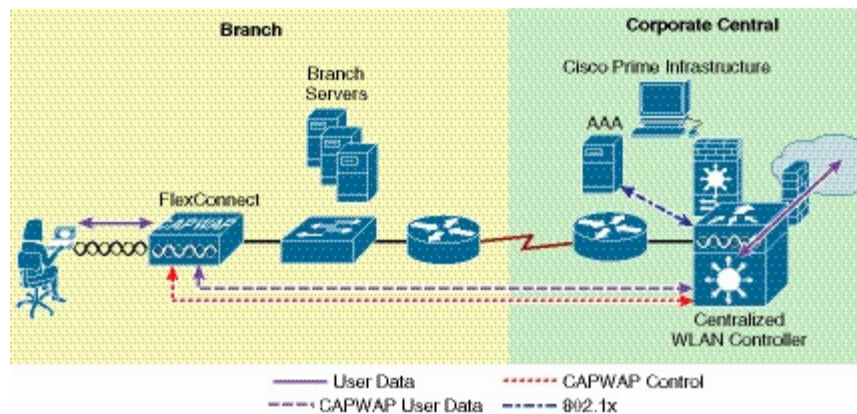 Branch
Corporate Central
Branch
Servers
Cisco Prime Infrastructure
AAA
FlexConnect
CAPWAP
Centralized
WLAN Controller
User Data
CAPWAP Control
CAPWAP User Data
802.1x